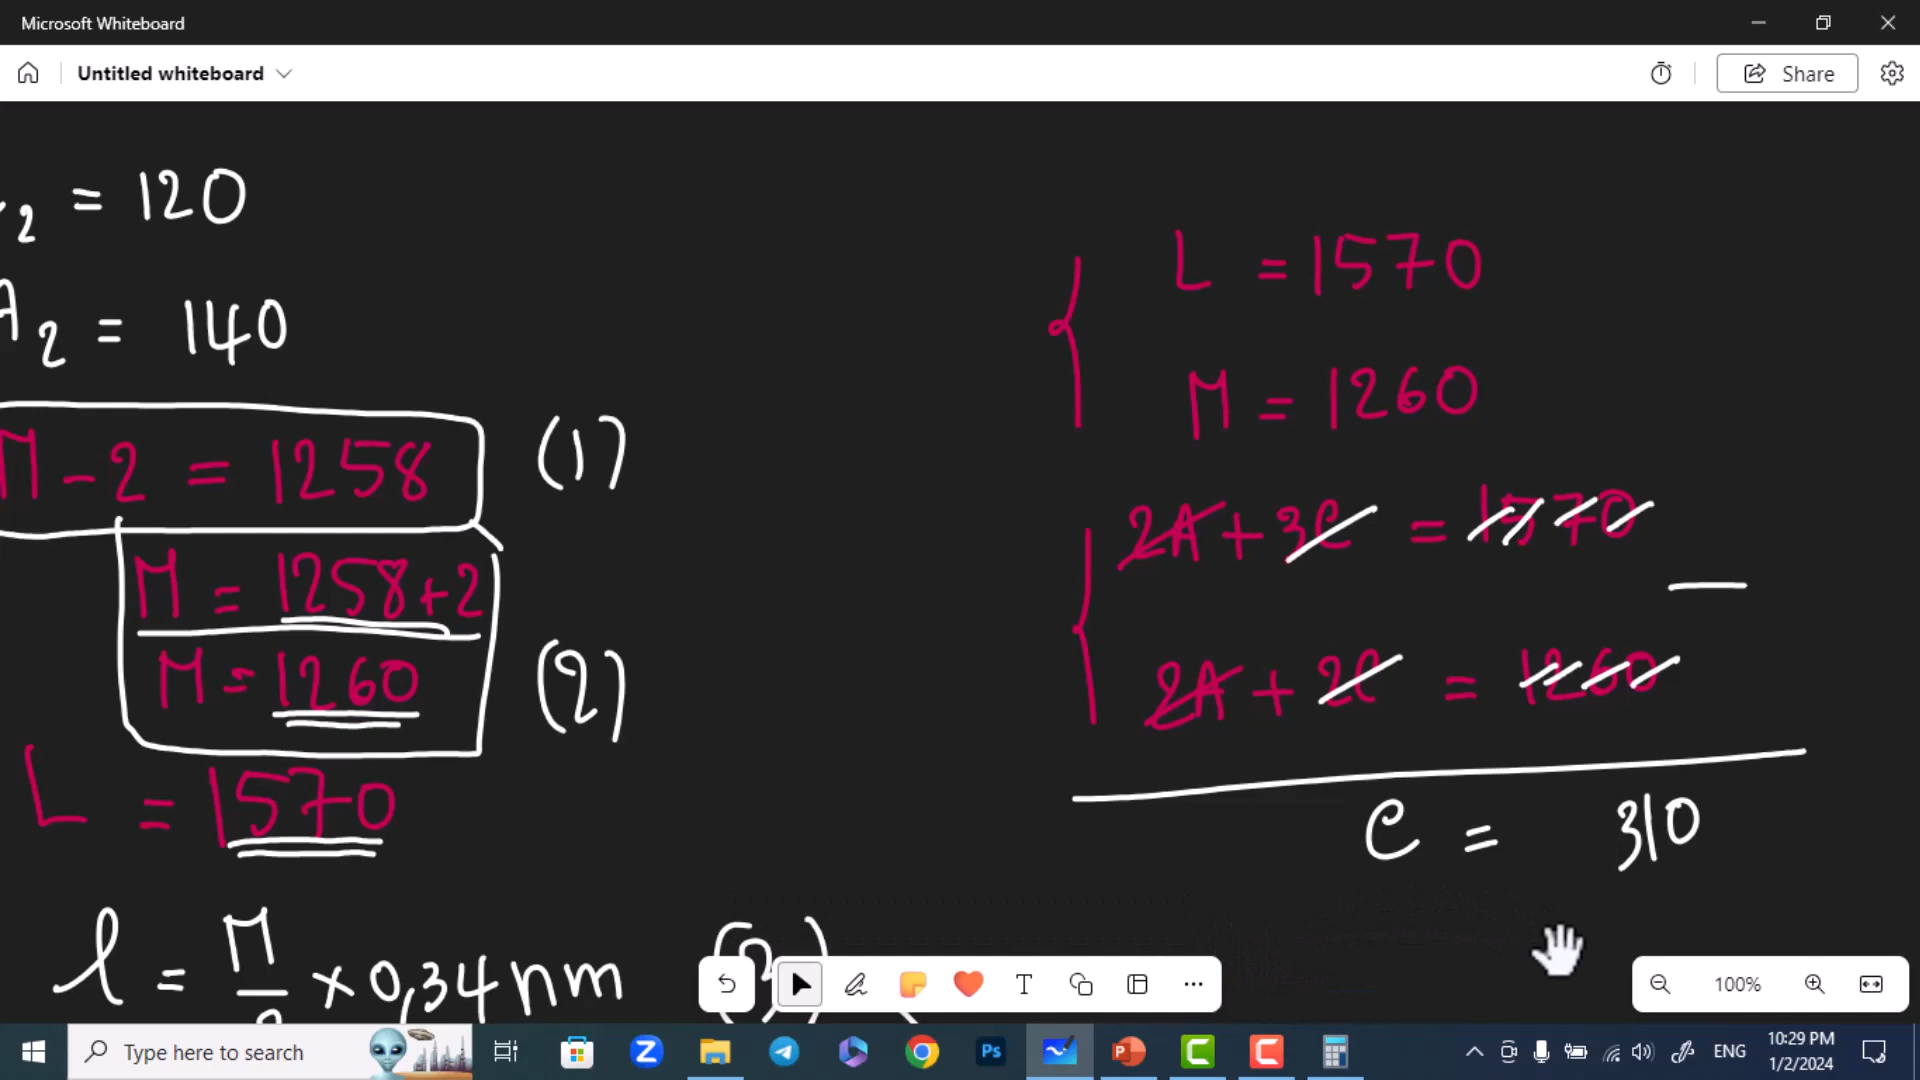 Microsoft Whiteboard
Untitled whiteboard
Share
2 = 120
A2 = 140
M - 2 = 1258
(1)
M = 1258 + 2
M = 1260
(2)
L = 1570
l = M × 0,34 nm
L = 1570
M = 1260
2A + 3C = 1570
2A + 2C = 1260
C = 310
T
100%
Type here to search
Z
Ps
P
C
C
ENG
10:29 PM
1/2/2024